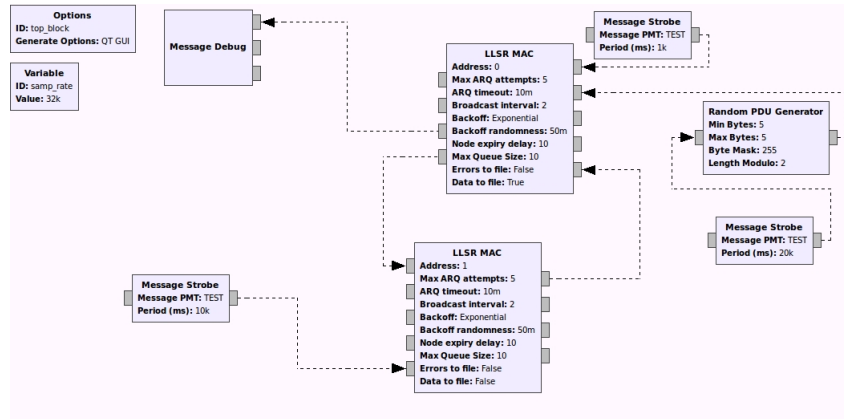 Options
ID: top_block
Generate Options: QT GUI
Variable
ID: samp_rate
Value: 32k
Message Debug
LLSR MAC
Address: 0
Max ARQ attempts: 5
ARQ timeout: 10m
Broadcast interval: 2
Backoff: Exponential
Backoff randomness: 50m
Node expiry delay: 10
Max Queue Size: 10
Errors to file: False
Data to file: True
Message Strobe
Message PMT: TEST
Period (ms): 1k
Random PDU Generator
Min Bytes: 5
Max Bytes: 5
Byte Mask: 255
Length Modulo: 2
Message Strobe
Message PMT: TEST
Period (ms): 20k
Message Strobe
Message PMT: TEST
Period (ms): 10k
LLSR MAC
Address: 1
Max ARQ attempts: 5
ARQ timeout: 10m
Broadcast interval: 2
Backoff: Exponential
Backoff randomness: 50m
Node expiry delay: 10
Max Queue Size: 10
Errors to file: False
Data to file: False